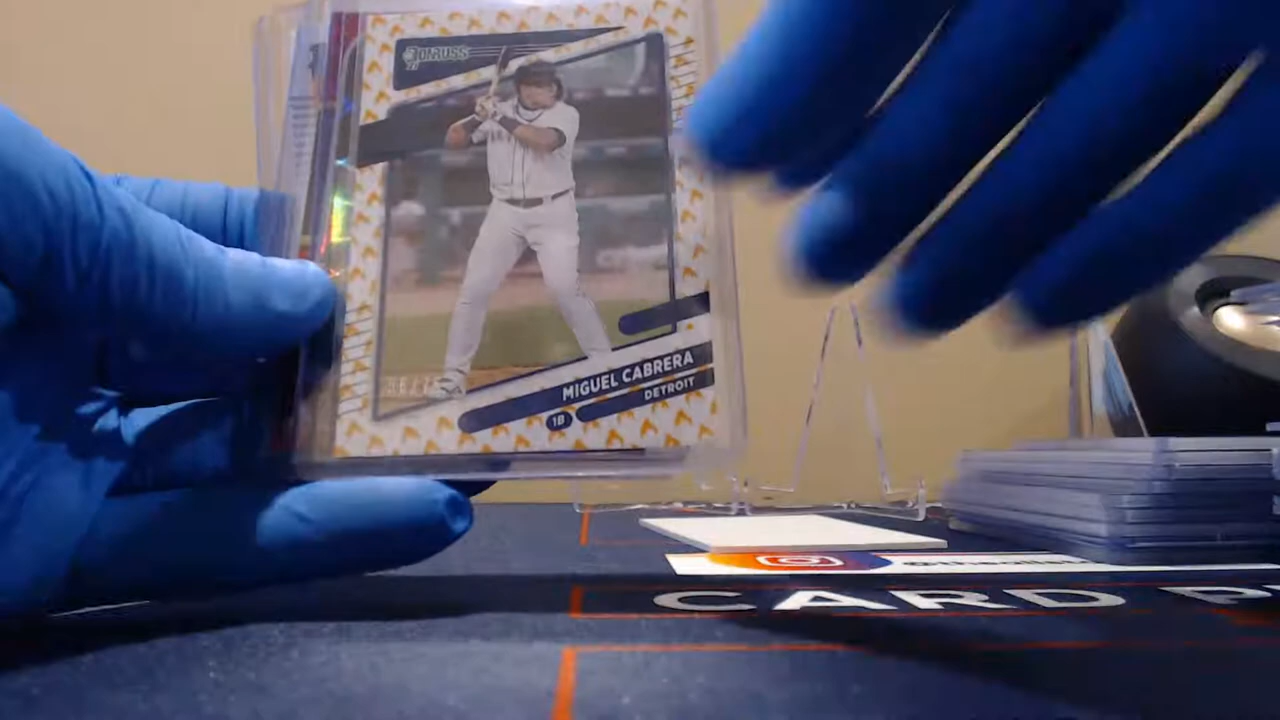 DONRUSS
MIGUEL CABRERA
DETROIT
1B
CARD P